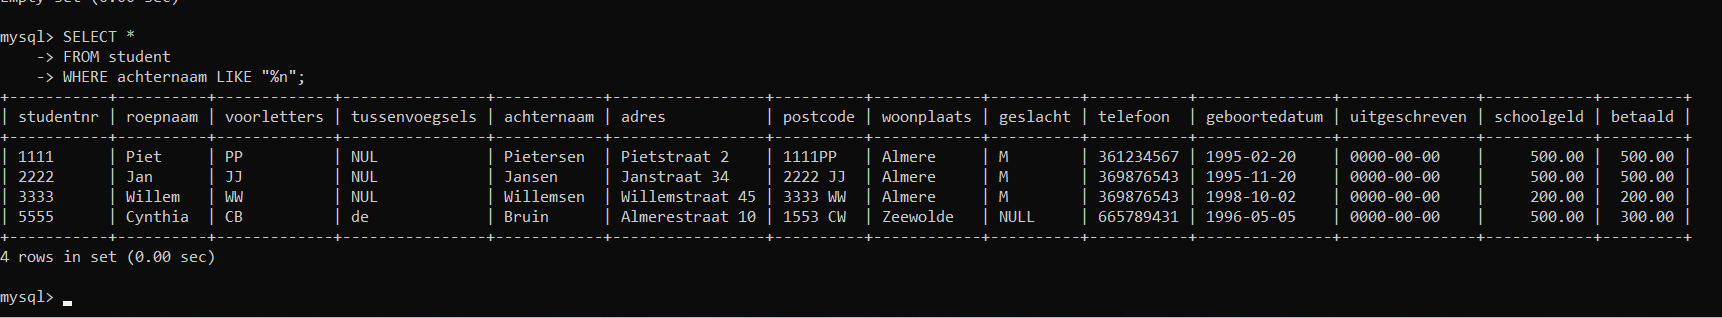 mysql> SELECT *
    -> FROM student
    -> WHERE achternaam LIKE "%n";
+-----------+----------+-------------+----------------+------------+----------------+----------+------------+----------+-----------+---------------+---------------+------------+---------+
| studentnr | roepnaam | voorletters | tussenvoegsels | achternaam | adres          | postcode | woonplaats | geslacht | telefoon  | geboortedatum | uitgeschreven | schoolgeld | betaald |
+-----------+----------+-------------+----------------+------------+----------------+----------+------------+----------+-----------+---------------+---------------+------------+---------+
| 1111      | Piet     | PP          | NUL            | Pietersen  | Pietstraat 2   | 1111PP   | Almere     | M        | 361234567 | 1995-02-20    | 0000-00-00    |     500.00 |  500.00 |
| 2222      | Jan      | JJ          | NUL            | Jansen     | Janstraat 34   | 2222 JJ  | Almere     | M        | 369876543 | 1995-11-20    | 0000-00-00    |     500.00 |  500.00 |
| 3333      | Willem   | WW          | NUL            | Willemsen  | Willemstraat 45 | 3333 WW  | Almere     | M        | 369876543 | 1998-10-02    | 0000-00-00    |     200.00 |  200.00 |
| 5555      | Cynthia  | CB          | de             | Bruin      | Almerestraat 10 | 1553 CW  | Zeewolde   | NULL     | 665789431 | 1996-05-05    | 0000-00-00    |     500.00 |  300.00 |
+-----------+----------+-------------+----------------+------------+----------------+----------+------------+----------+-----------+---------------+---------------+------------+---------+
4 rows in set (0.00 sec)
mysql>